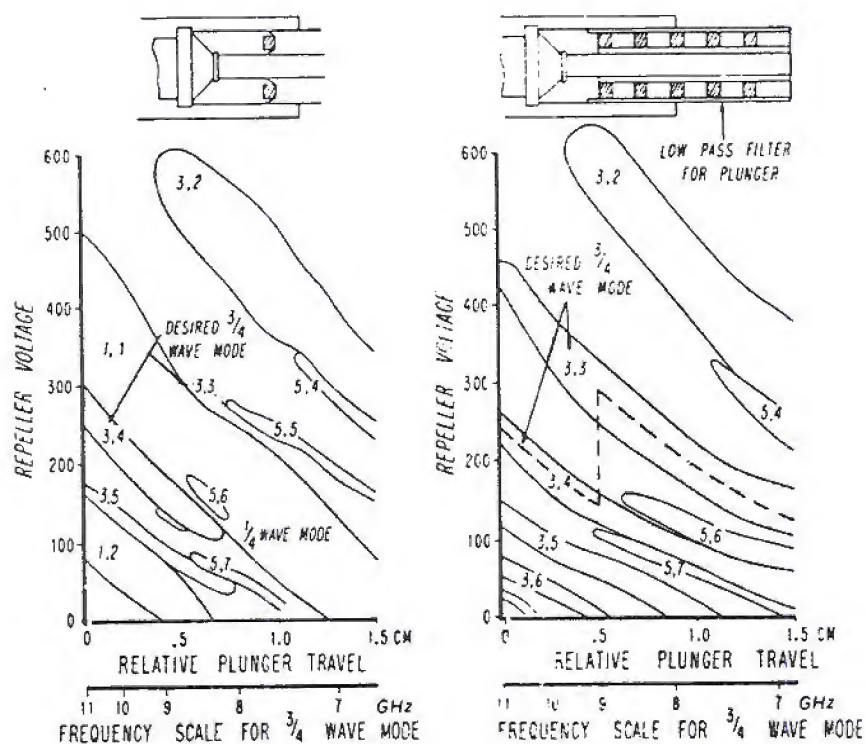 LOW PASS FILTER
FOR PLUNGER
REPELLER VOLTAGE
600
500
400
300
200
100
0
3,2
1,1
DESIRED 3/4
WAVE MODE
3,3
5,4
5,5
3,4
3,5
5,6
1/4 WAVE MODE
5,7
1,2
0
.5
1.0
1.5 CM
RELATIVE PLUNGER TRAVEL
11 10 9 8 7 GHz
FREQUENCY SCALE FOR 3/4 WAVE MODE
REPELLER VOLTAGE
600
500
400
300
200
100
0
3,2
DESIRED 3/4
WAVE MODE
3,3
5,4
3,4
5,6
3,5
5,7
3,6
0
.5
1.0
1.5 CM
RELATIVE PLUNGER TRAVEL
11 10 9 8 7 GHz
FREQUENCY SCALE FOR 3/4 WAVE MODE